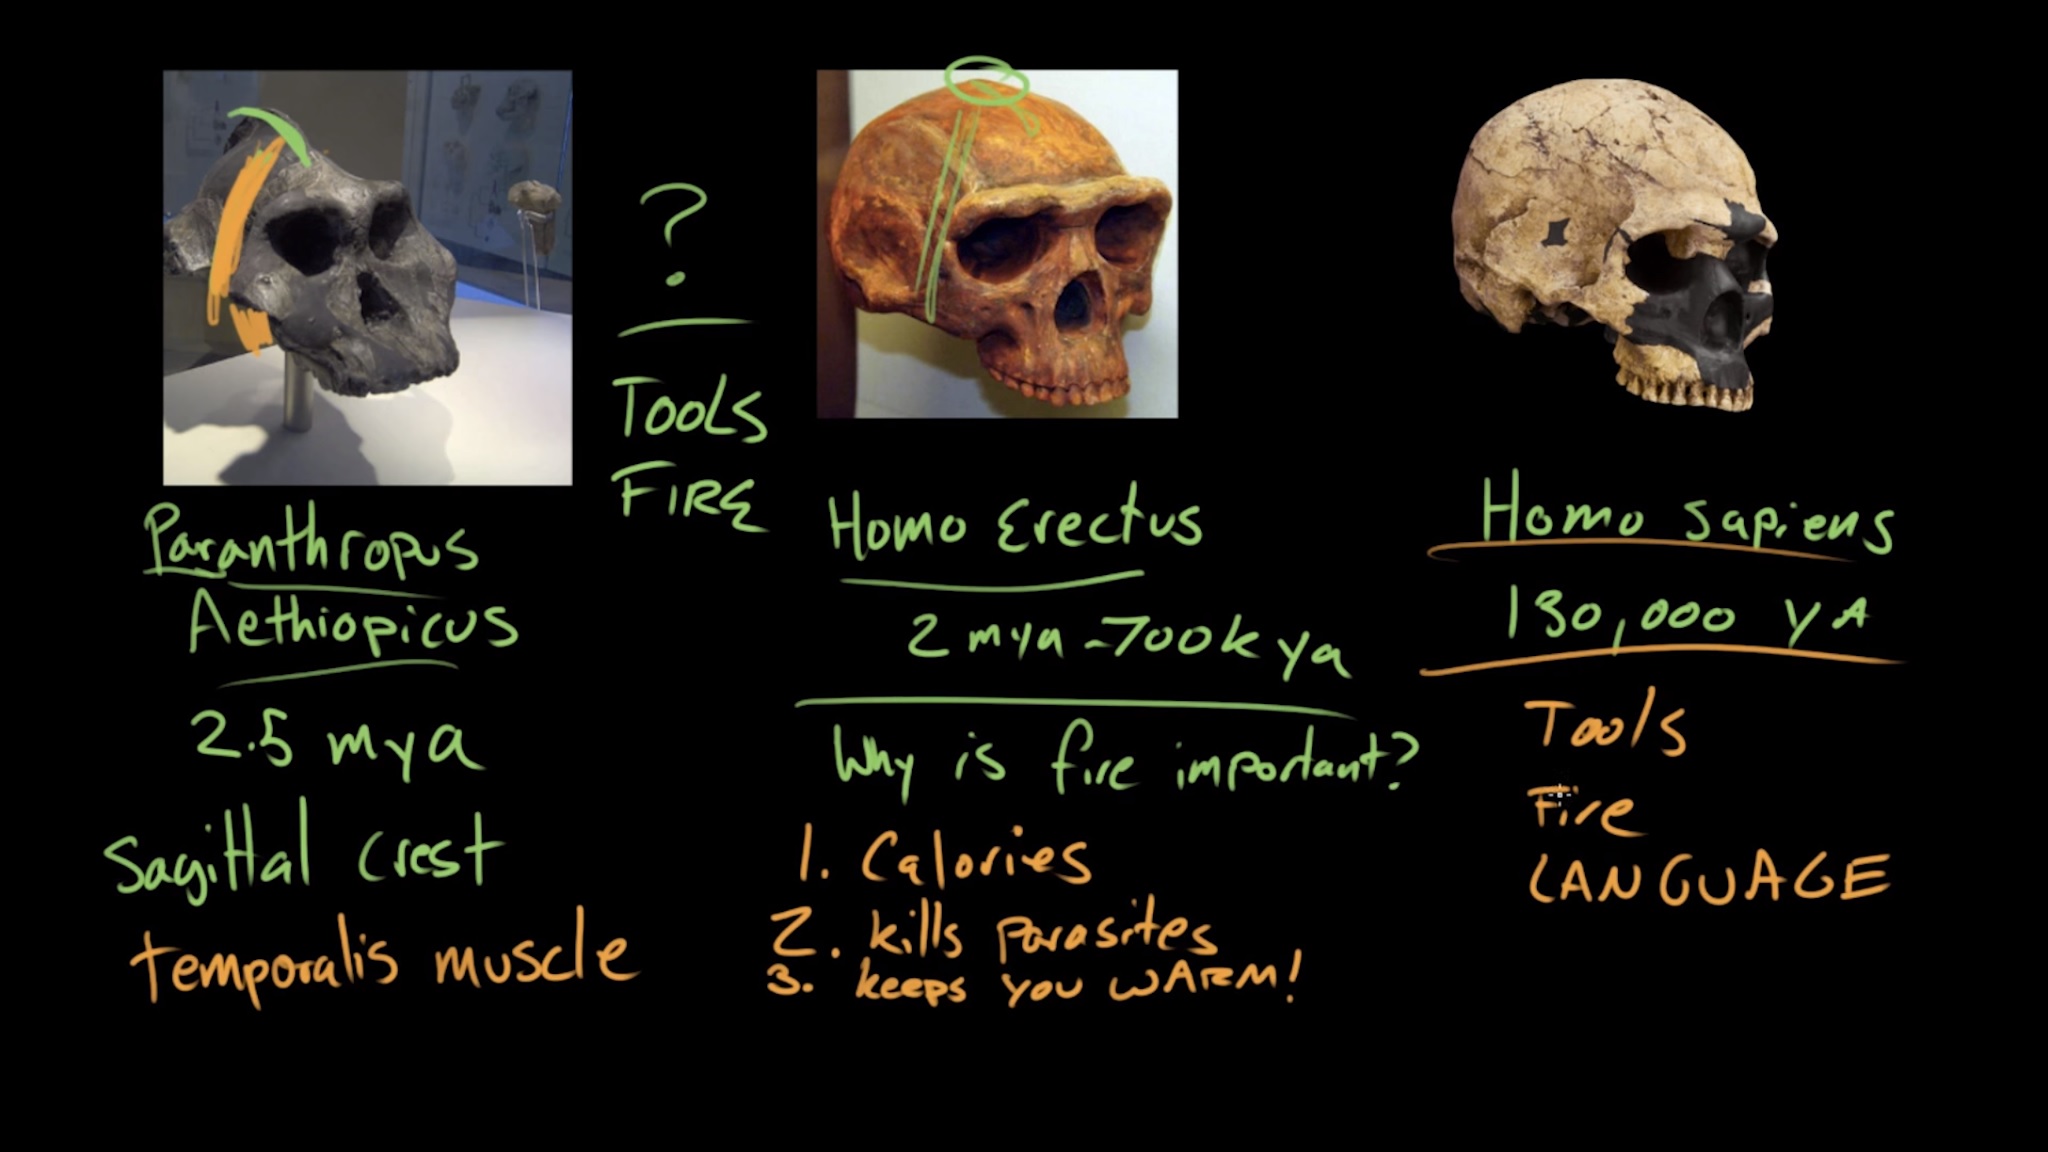 Paranthropus
Aethiopicus
2.5 mya
Sagittal crest
temporalis muscle
?
TOOLS
FIRE
Homo Erectus
2 mya - 700k ya
Why is fire important?
1. Calories
2. kills parasites
3. keeps you WARM!
Homo sapiens
130,000 YA
Tools
Fire
LANGUAGE